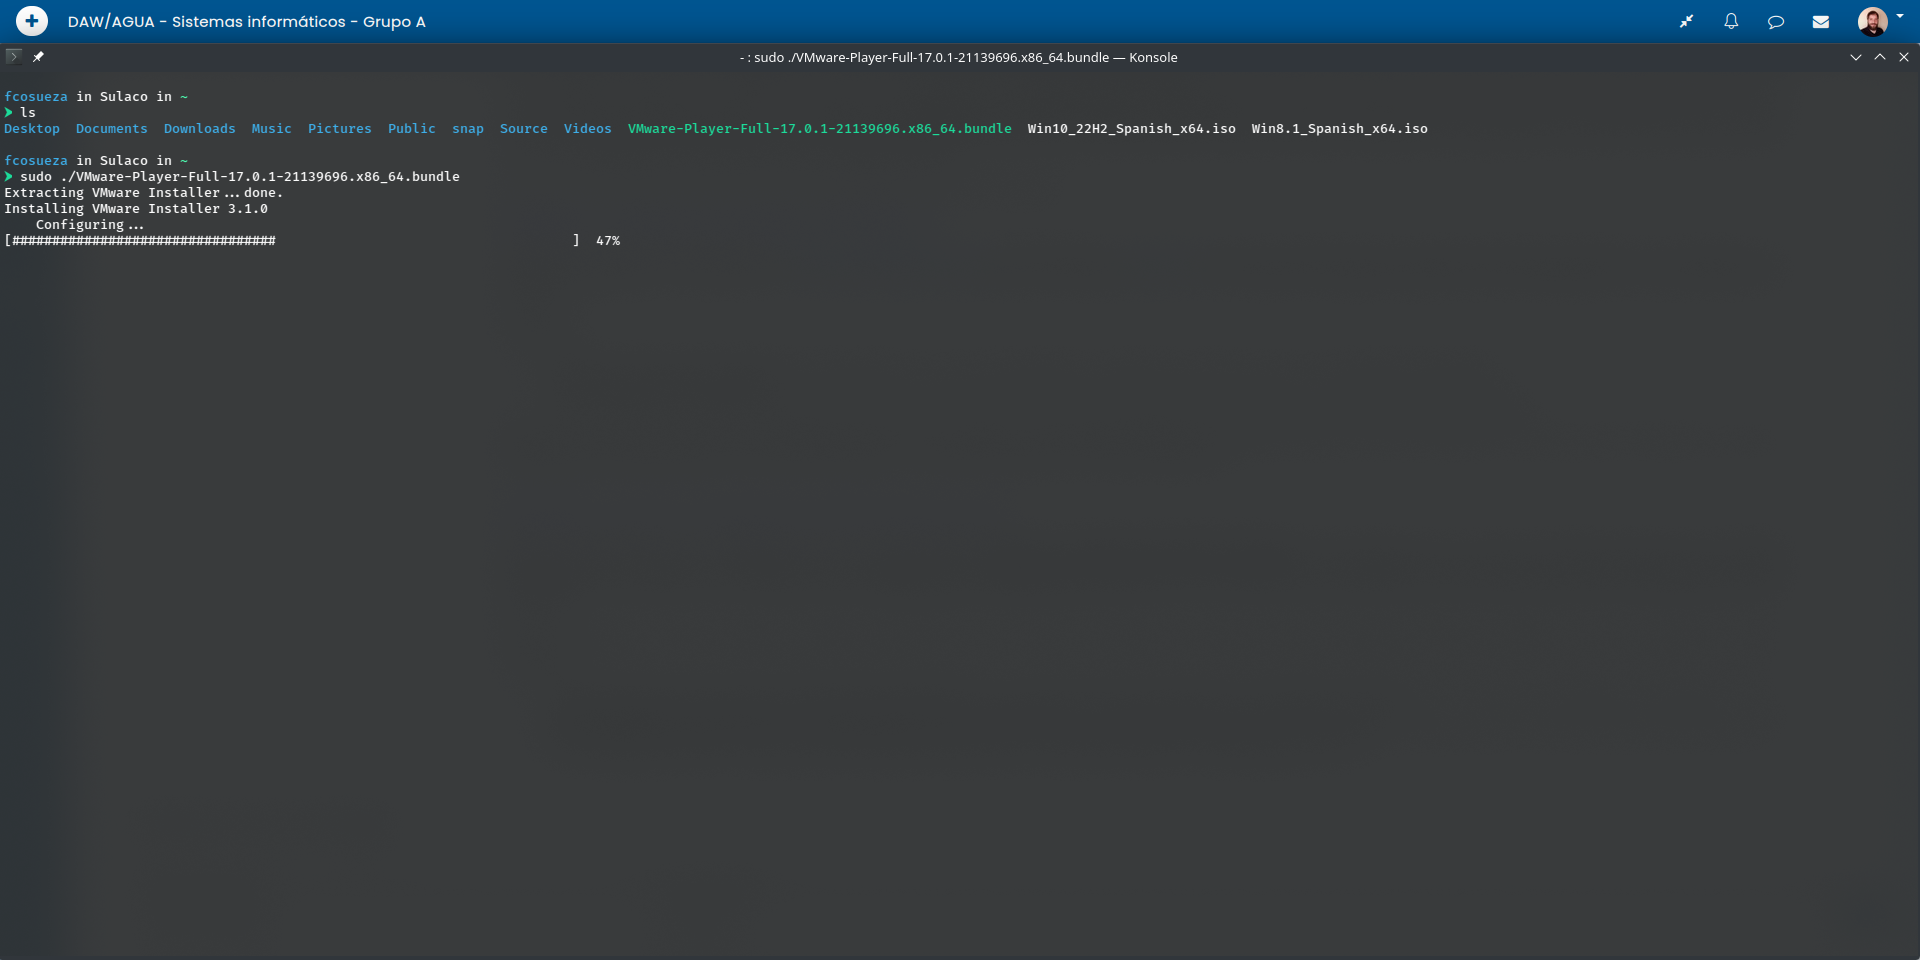 DAW/AGUA - Sistemas informáticos - Grupo A
- : sudo ./VMware-Player-Full-17.0.1-21139696.x86_64.bundle — Konsole
fcosueza in Sulaco in ~
❯ ls
Desktop  Documents  Downloads  Music  Pictures  Public  snap  Source  Videos  VMware-Player-Full-17.0.1-21139696.x86_64.bundle  Win10_22H2_Spanish_x64.iso  Win8.1_Spanish_x64.iso
fcosueza in Sulaco in ~
❯ sudo ./VMware-Player-Full-17.0.1-21139696.x86_64.bundle
Extracting VMware Installer...done.
Installing VMware Installer 3.1.0
    Configuring...
[#################################                                     ]  47%